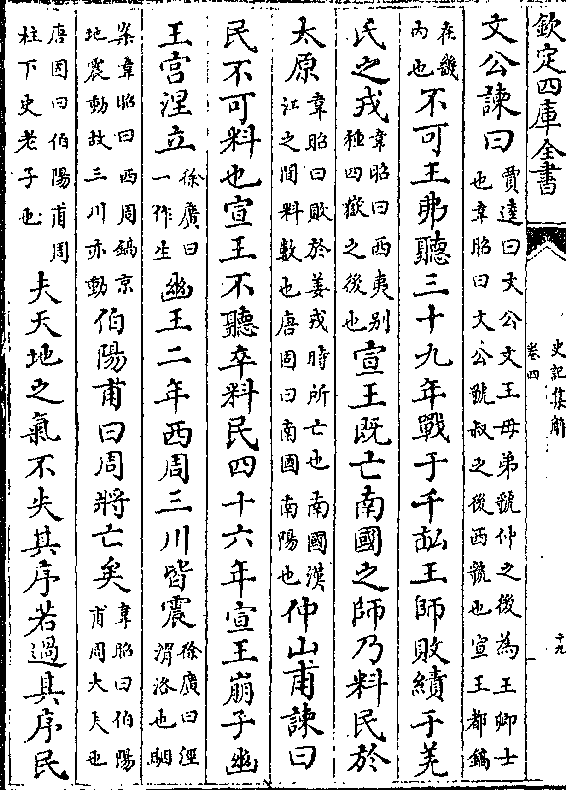 欽定四庫全書
史記集解
卷四
十九
文公諫曰
賈逵曰文公文王母弟虢仲之後為王卿士
也韋昭曰文公虢叔之後西虢也宣王都鎬
在畿
内也
不可王弗聽三十九年戰于千畝王師敗績于羌
氏之戎
韋昭曰西夷别
種四嶽之後也
宣王既亡南國之師乃料民於
太原
韋昭曰敗於姜戎時所亡也南國漢
江之間料數也唐固曰南國南陽也
仲山甫諫曰
民不可料也宣王不聽卒料民四十六年宣王崩子幽
王宫涅立
徐廣曰
一作生
幽王二年西周三川皆震
徐廣曰涇
渭洛也駰
案韋昭曰西周鎬京
地震動故三川亦動
伯陽甫曰周將亡矣
韋昭曰伯陽
甫周大夫也
唐固曰伯陽甫周
柱下史老子也
夫天地之氣不失其序若過其序民